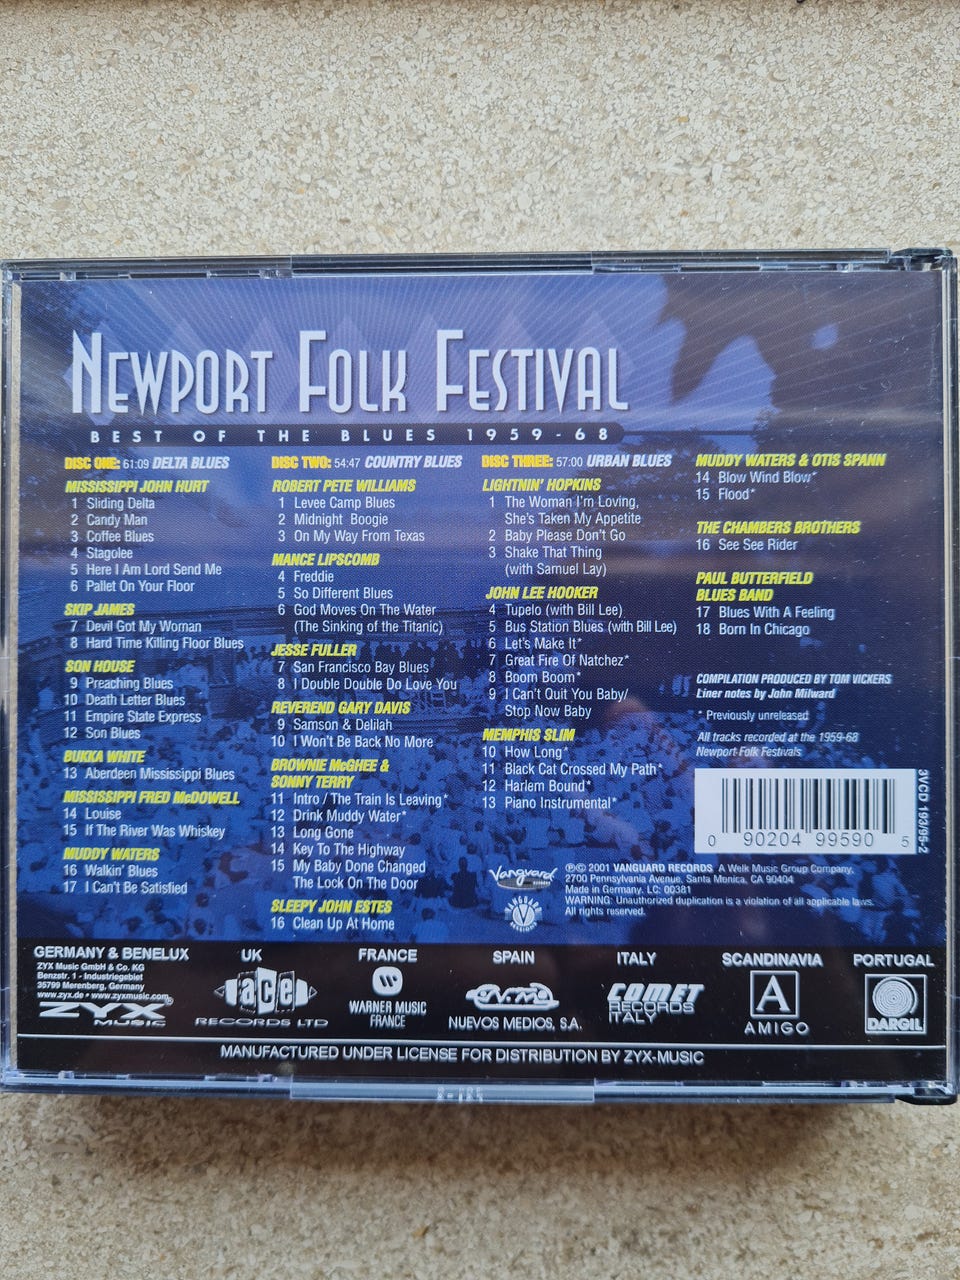 NEWPORT FOLK FESTIVAL
BEST OF THE BLUES 1959-68
DISC ONE: 61:09 DELTA BLUES
MISSISSIPPI JOHN HURT
1 Sliding Delta
2 Candy Man
3 Coffee Blues
4 Stagolee
5 Here I Am Lord Send Me
6 Pallet On Your Floor
SKIP JAMES
7 Devil Got My Woman
8 Hard Time Killing Floor Blues
SON HOUSE
9 Preaching Blues
10 Death Letter Blues
11 Empire State Express
12 Son Blues
BUKKA WHITE
13 Aberdeen Mississippi Blues
MISSISSIPPI FRED McDOWELL
14 Louise
15 If The River Was Whiskey
MUDDY WATERS
16 Walkin' Blues
17 I Can't Be Satisfied
DISC TWO: 54:47 COUNTRY BLUES
ROBERT PETE WILLIAMS
1 Levee Camp Blues
2 Midnight Boogie
3 On My Way From Texas
MANCE LIPSCOMB
4 Freddie
5 So Different Blues
6 God Moves On The Water
(The Sinking of the Titanic)
JESSE FULLER
7 San Francisco Bay Blues
8 I Double Double Do Love You
REVEREND GARY DAVIS
9 Samson & Delilah
10 I Won't Be Back No More
BROWNIE McGHEE &
SONNY TERRY
11 Intro / The Train Is Leaving*
12 Drink Muddy Water*
13 Long Gone
14 Key To The Highway
15 My Baby Done Changed
The Lock On The Door
SLEEPY JOHN ESTES
16 Clean Up At Home
DISC THREE: 57:00 URBAN BLUES
LIGHTNIN' HOPKINS
1 The Woman I'm Loving,
She's Taken My Appetite
2 Baby Please Don't Go
3 Shake That Thing
(with Samuel Lay)
JOHN LEE HOOKER
4 Tupelo (with Bill Lee)
5 Bus Station Blues (with Bill Lee)
6 Let's Make It*
7 Great Fire Of Natchez*
8 Boom Boom*
9 I Can't Quit You Baby/
Stop Now Baby
MEMPHIS SLIM
10 How Long*
11 Black Cat Crossed My Path*
12 Harlem Bound*
13 Piano Instrumental*
MUDDY WATERS & OTIS SPANN
14 Blow Wind Blow*
15 Flood*
THE CHAMBERS BROTHERS
16 See See Rider
PAUL BUTTERFIELD
BLUES BAND
17 Blues With A Feeling
18 Born In Chicago
COMPILATION PRODUCED BY TOM VICKERS
Liner notes by John Milward
* Previously unreleased
All tracks recorded at the 1959-68
Newport Folk Festivals
0 90204 99590 5
3VCD 193/95-2
Vanguard
RECORDS
VANGUARD
SESSIONS
℗© 2001 VANGUARD RECORDS A Welk Music Group Company,
2700 Pennsylvania Avenue, Santa Monica, CA 90404
Made in Germany. LC: 00381
WARNING: Unauthorized duplication is a violation of all applicable laws.
All rights reserved.
GERMANY & BENELUX
ZYX Music GmbH & Co. KG
Benzstr. 1 - Industriegebiet
35799 Merenberg, Germany
www.zyx.de • www.zyxmusic.com
ZYX®
MUSIC
UK
ace
RECORDS LTD
FRANCE
WARNER MUSIC
FRANCE
SPAIN
NUEVOS MEDIOS, S.A.
ITALY
COMET
RECORDS
ITALY
SCANDINAVIA
A
AMIGO
PORTUGAL
DARGIL
MANUFACTURED UNDER LICENSE FOR DISTRIBUTION BY ZYX-MUSIC